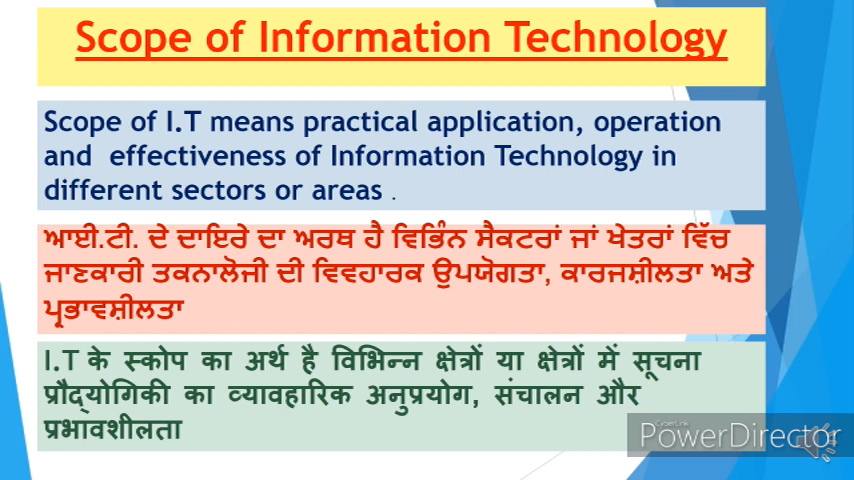 Scope of Information Technology
Scope of I.T means practical application, operation
and effectiveness of Information Technology in
different sectors or areas .
ਆਈ.ਟੀ. ਦੇ ਦਾਇਰੇ ਦਾ ਅਰਥ ਹੈ ਵਿਭਿੰਨ ਸੈਕਟਰਾਂ ਜਾਂ ਖੇਤਰਾਂ ਵਿੱਚ
ਜਾਣਕਾਰੀ ਤਕਨਾਲੋਜੀ ਦੀ ਵਿਵਹਾਰਕ ਉਪਯੋਗਤਾ, ਕਾਰਜਸ਼ੀਲਤਾ ਅਤੇ
ਪ੍ਰਭਾਵਸ਼ੀਲਤਾ
I.T के स्कोप का अर्थ है विभिन्न क्षेत्रों या क्षेत्रों में सूचना
प्रौद्योगिकी का व्यावहारिक अनुप्रयोग, संचालन और
प्रभावशीलता
CyberLink
PowerDirector